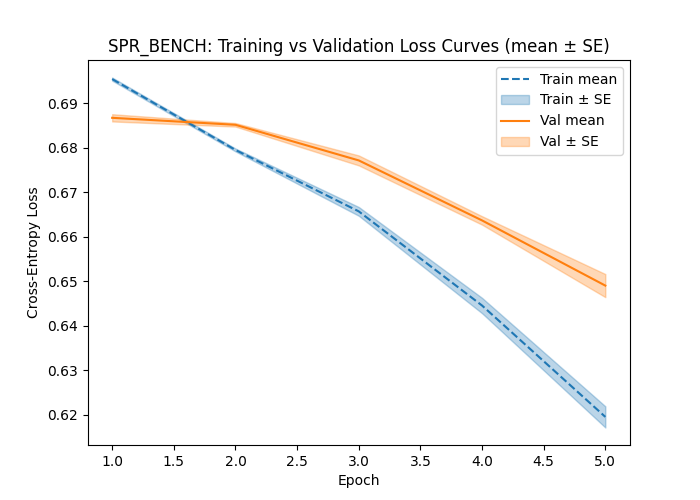 SPR_BENCH: Training vs Validation Loss Curves (mean ± SE)
Train mean
Train ± SE
Val mean
Val ± SE
Cross-Entropy Loss
0.69
0.68
0.67
0.66
0.65
0.64
0.63
0.62
1.0 1.5 2.0 2.5 3.0 3.5 4.0 4.5 5.0
Epoch